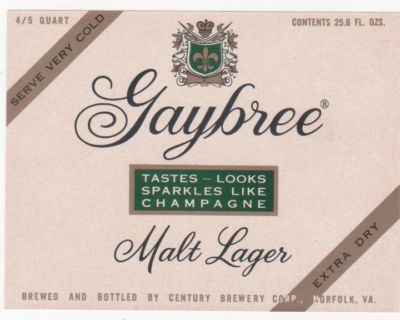 4/5 QUART
CONTENTS 25.6 FL. OZS.
SERVE VERY COLD
Gaybree®
TASTES – LOOKS
SPARKLES LIKE
CHAMPAGNE
Malt Lager
EXTRA DRY
BREWED AND BOTTLED BY CENTURY BREWERY CORP., NORFOLK, VA.